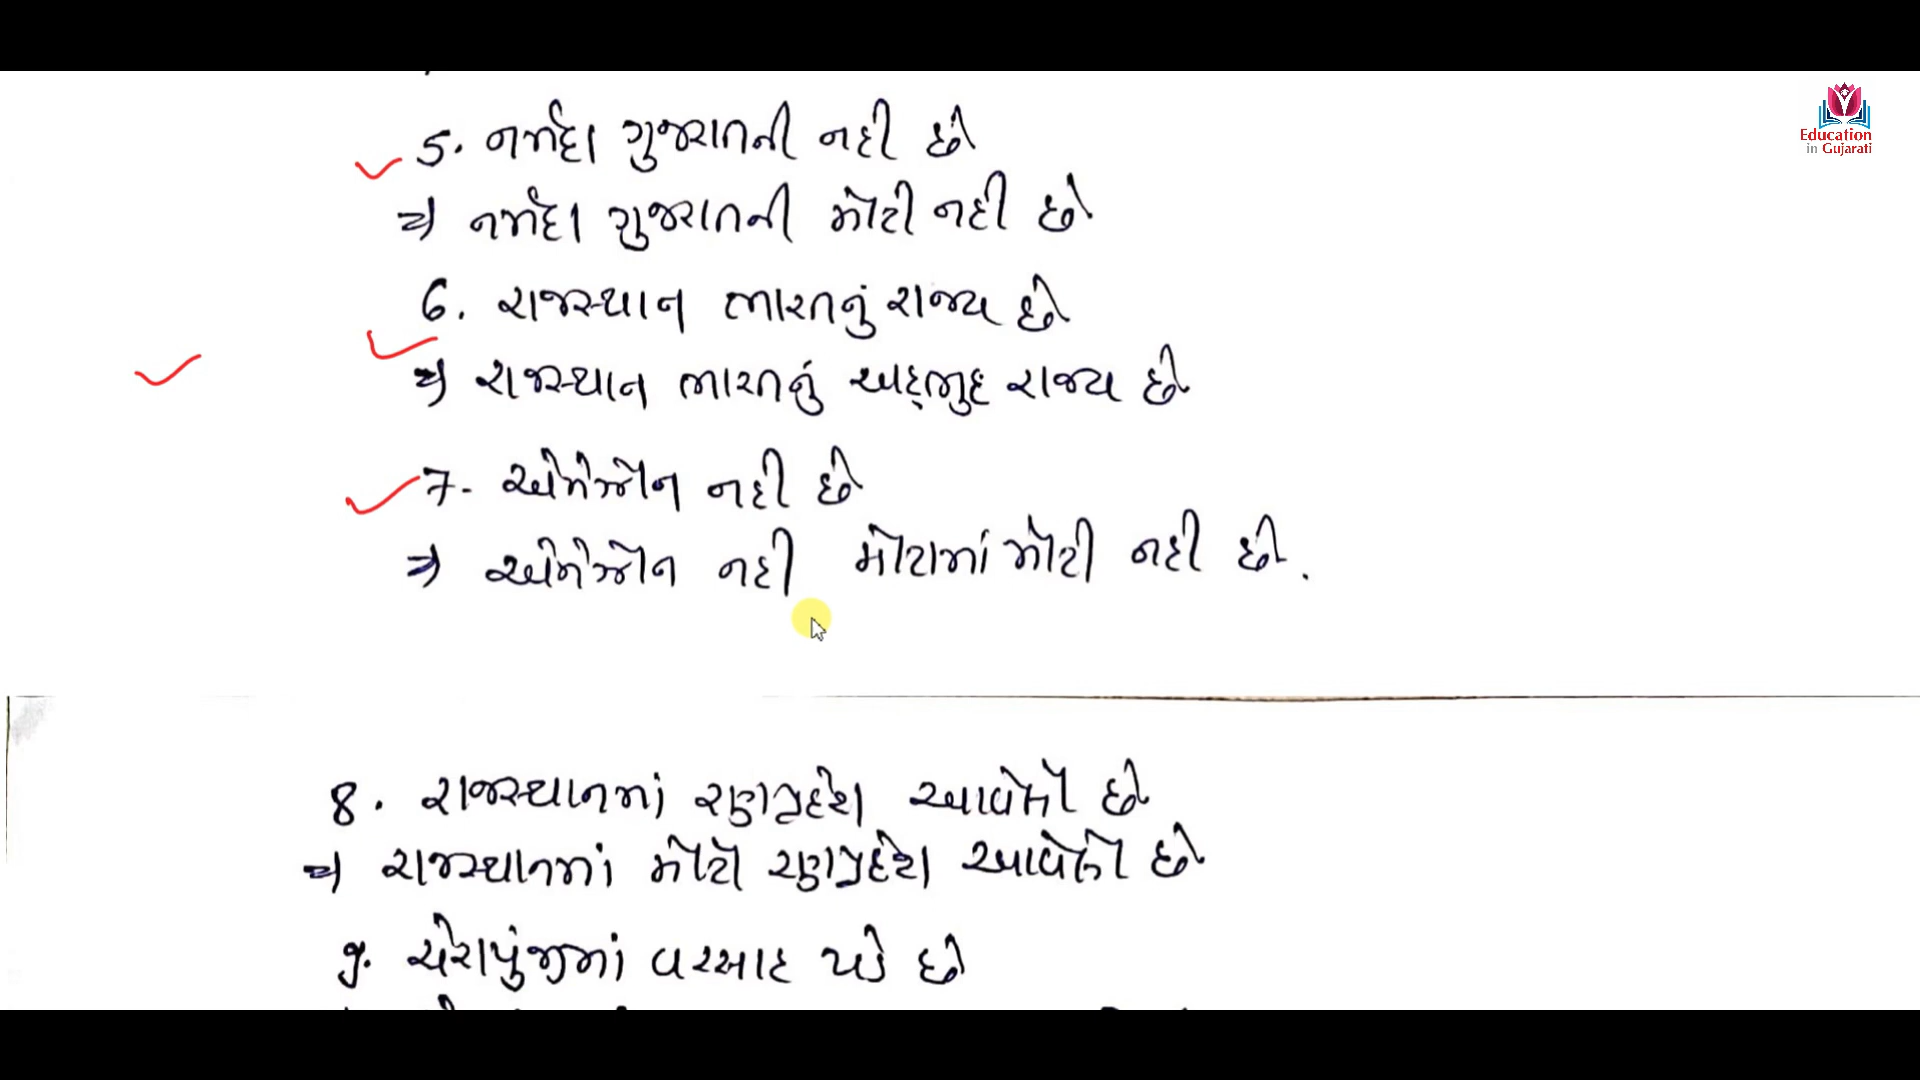 Education
in Gujarati
5. નર્મદા ગુજરાતની નદી છે
⇒ નર્મદા ગુજરાતની મોટી નદી છે
6. રાજસ્થાન ભારતનું રાજ્ય છે
⇒ રાજસ્થાન ભારતનું અદ્ભુદ રાજ્ય છે
7. એમેઝોન નદી છે
⇒ એમેઝોન નદી મોટામાં મોટી નદી છે.
8. રાજસ્થાનમાં રણપ્રદેશ આવેલો છે
⇒ રાજસ્થાનમાં મોટો રણપ્રદેશ આવેલો છે
9. ચેરાપુંજીમાં વરસાદ પડે છે